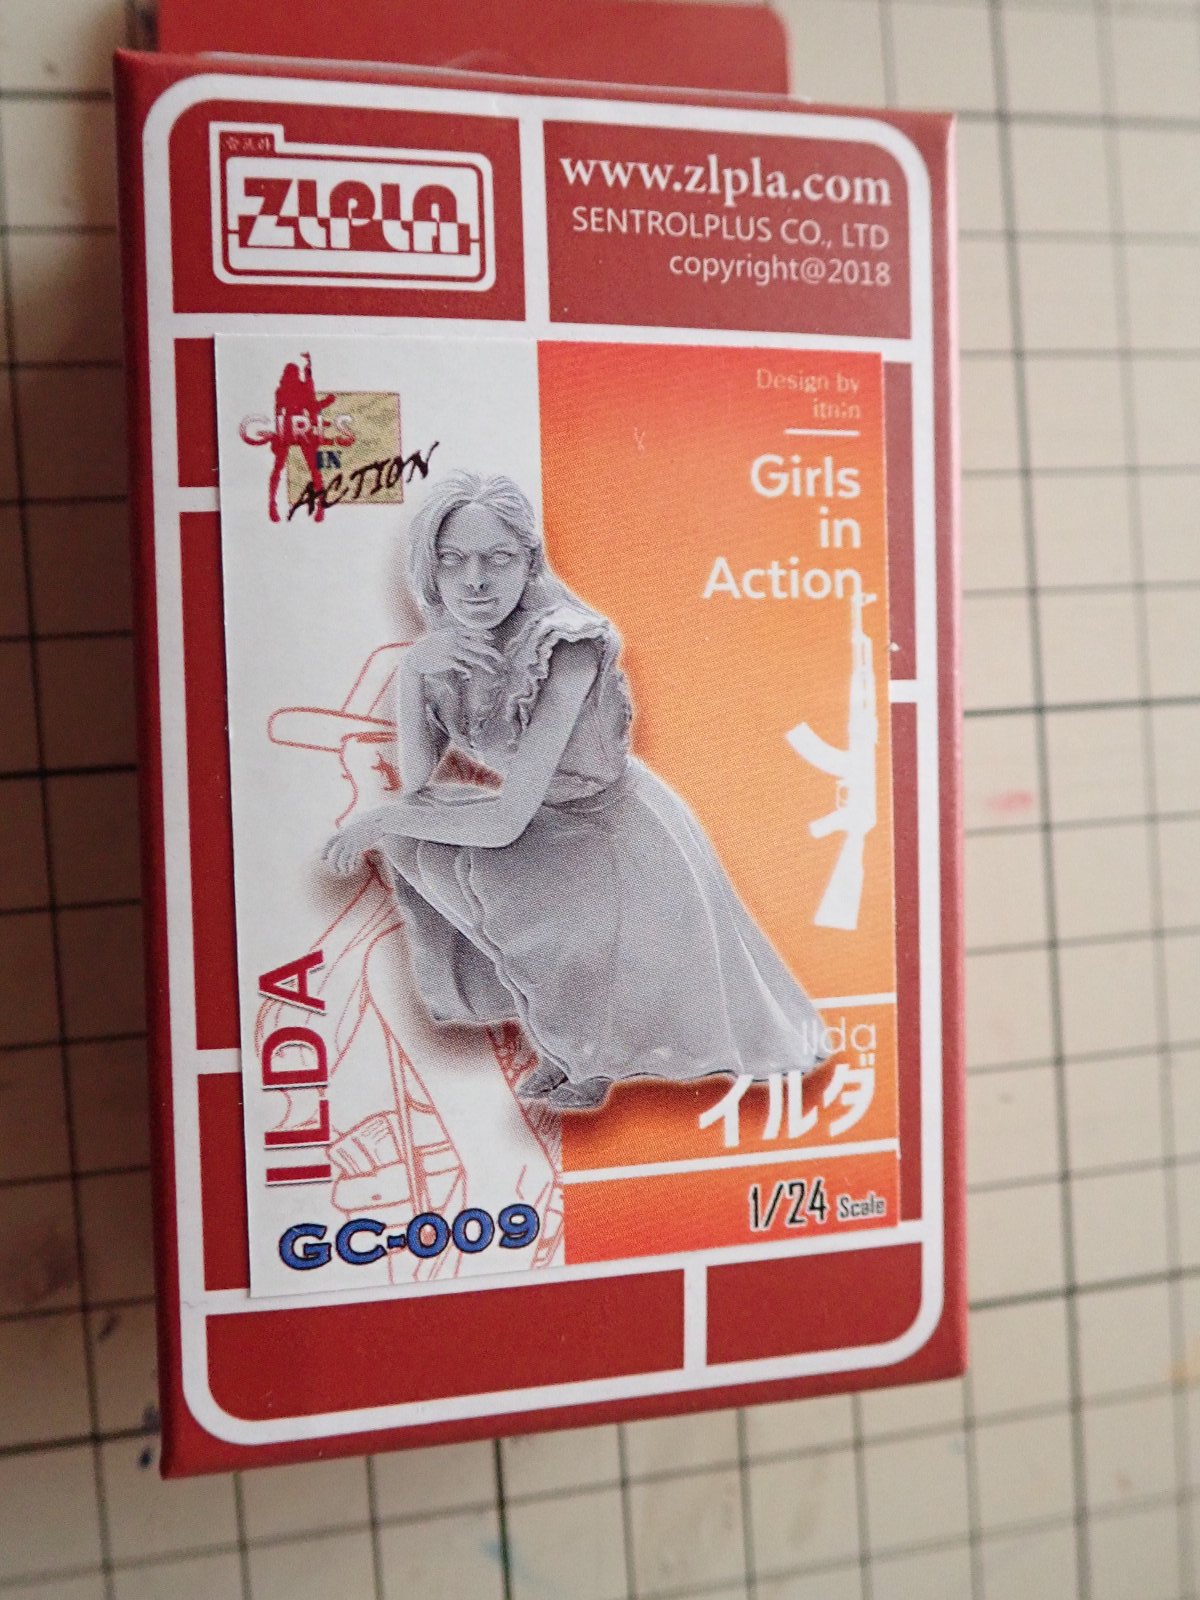 ZLPLA
www.zlpla.com
SENTROLPLUS CO., LTD
copyright@2018
GIRLS
IN
ACTION
Design by
Girls
in
Action
ILDA
Ilda
イルダ
GC-009
1/24 Scale